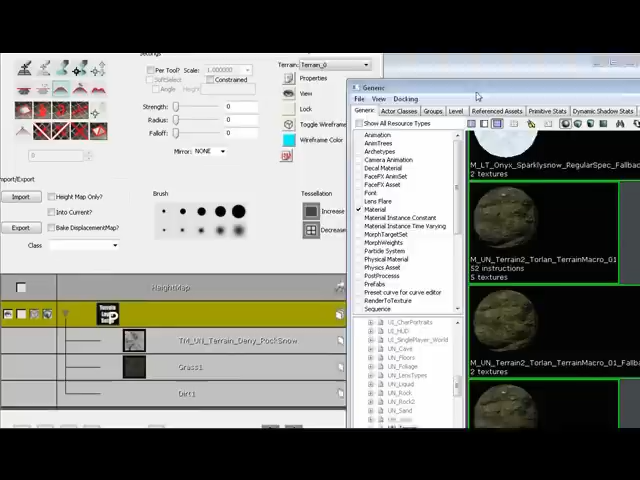 Settings
Per Tool?
Scale:
1.000000
Terrain:
Terrain_0
SoftSelect
Constrained
Angle
Height
Properties
View
Lock
Toggle Wireframe
Wireframe Color
Strength:
0
Radius:
0
Falloff:
0
Mirror:
NONE
0
Import/Export
Import
Height Map Only?
Into Current?
Export
Bake DisplacementMap?
Class
Brush
Tessellation
Increase
Decrease
HeightMap
TM_UN_Terrain_Derry_RockSnow
Grass1
Dirt1
Generic
File View Docking
Generic
Actor Classes
Groups
Level
Referenced Assets
Primitive Stats
Dynamic Shadow Stats
Show All Resource Types
Animation
AnimTrees
Archetypes
Camera Animation
Decal Material
FaceFX AnimSet
FaceFX Asset
Font
Lens Flare
Material
Material Instance Constant
Material Instance Time Varying
MorphTargetSet
MorphWeights
Particle System
Physical Material
Physics Asset
PostProcess
Prefabs
Preset curve for curve editor
RenderToTexture
Sequence
UI_CharPortraits
UI_HUD
UI_SinglePlayer_World
UN_Cave
UN_Floors
UN_Foliage
UN_LensTypes
UN_Liquid
UN_Rock
UN_Rock2
UN_Sand
M_LT_Onyx_Sparklysnow_RegularSpec_Fallba
2 textures
M_UN_Terrain2_Torlan_TerrainMacro_01
52 instructions
5 textures
M_UN_Terrain2_Torlan_TerrainMacro_01_Fallba
2 textures